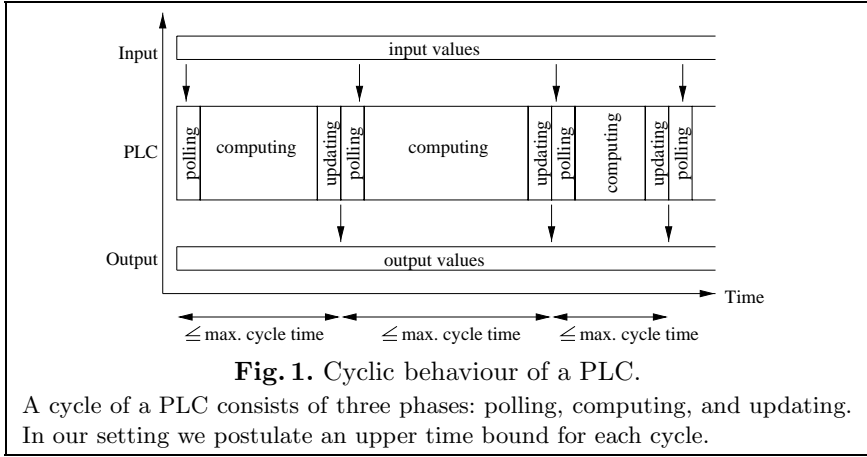 Input
input values
PLC
polling
computing
updating
polling
computing
updating
polling
computing
updating
polling
Output
output values
Time
≦ max. cycle time
≦ max. cycle time
≦ max. cycle time
Fig. 1. Cyclic behaviour of a PLC.
A cycle of a PLC consists of three phases: polling, computing, and updating.
In our setting we postulate an upper time bound for each cycle.